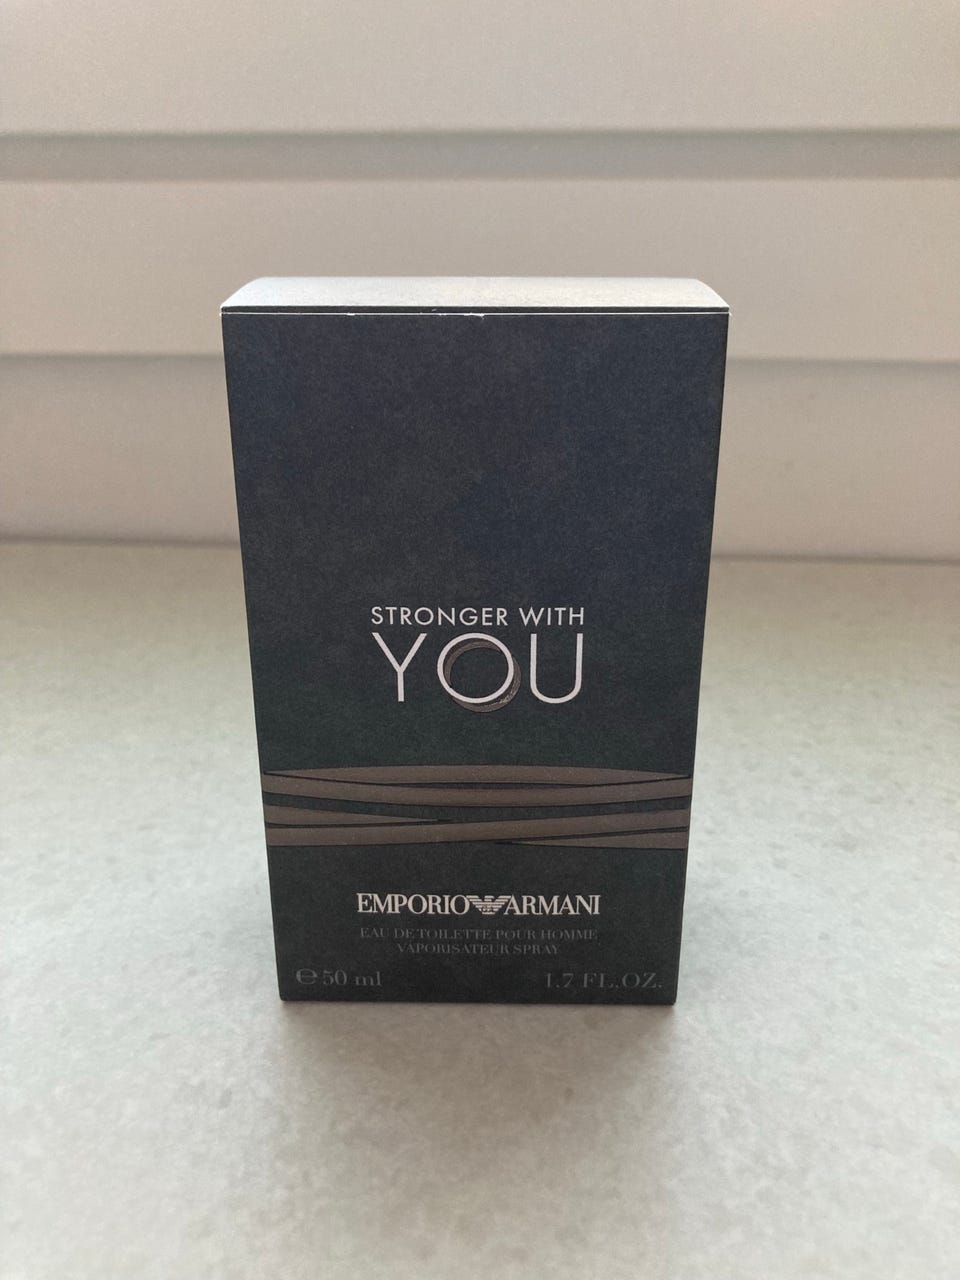 STRONGER WITH
YOU
EMPORIO ARMANI
EAU DE TOILETTE POUR HOMME
VAPORISATEUR SPRAY
℮ 50 ml 1.7 FL.OZ.